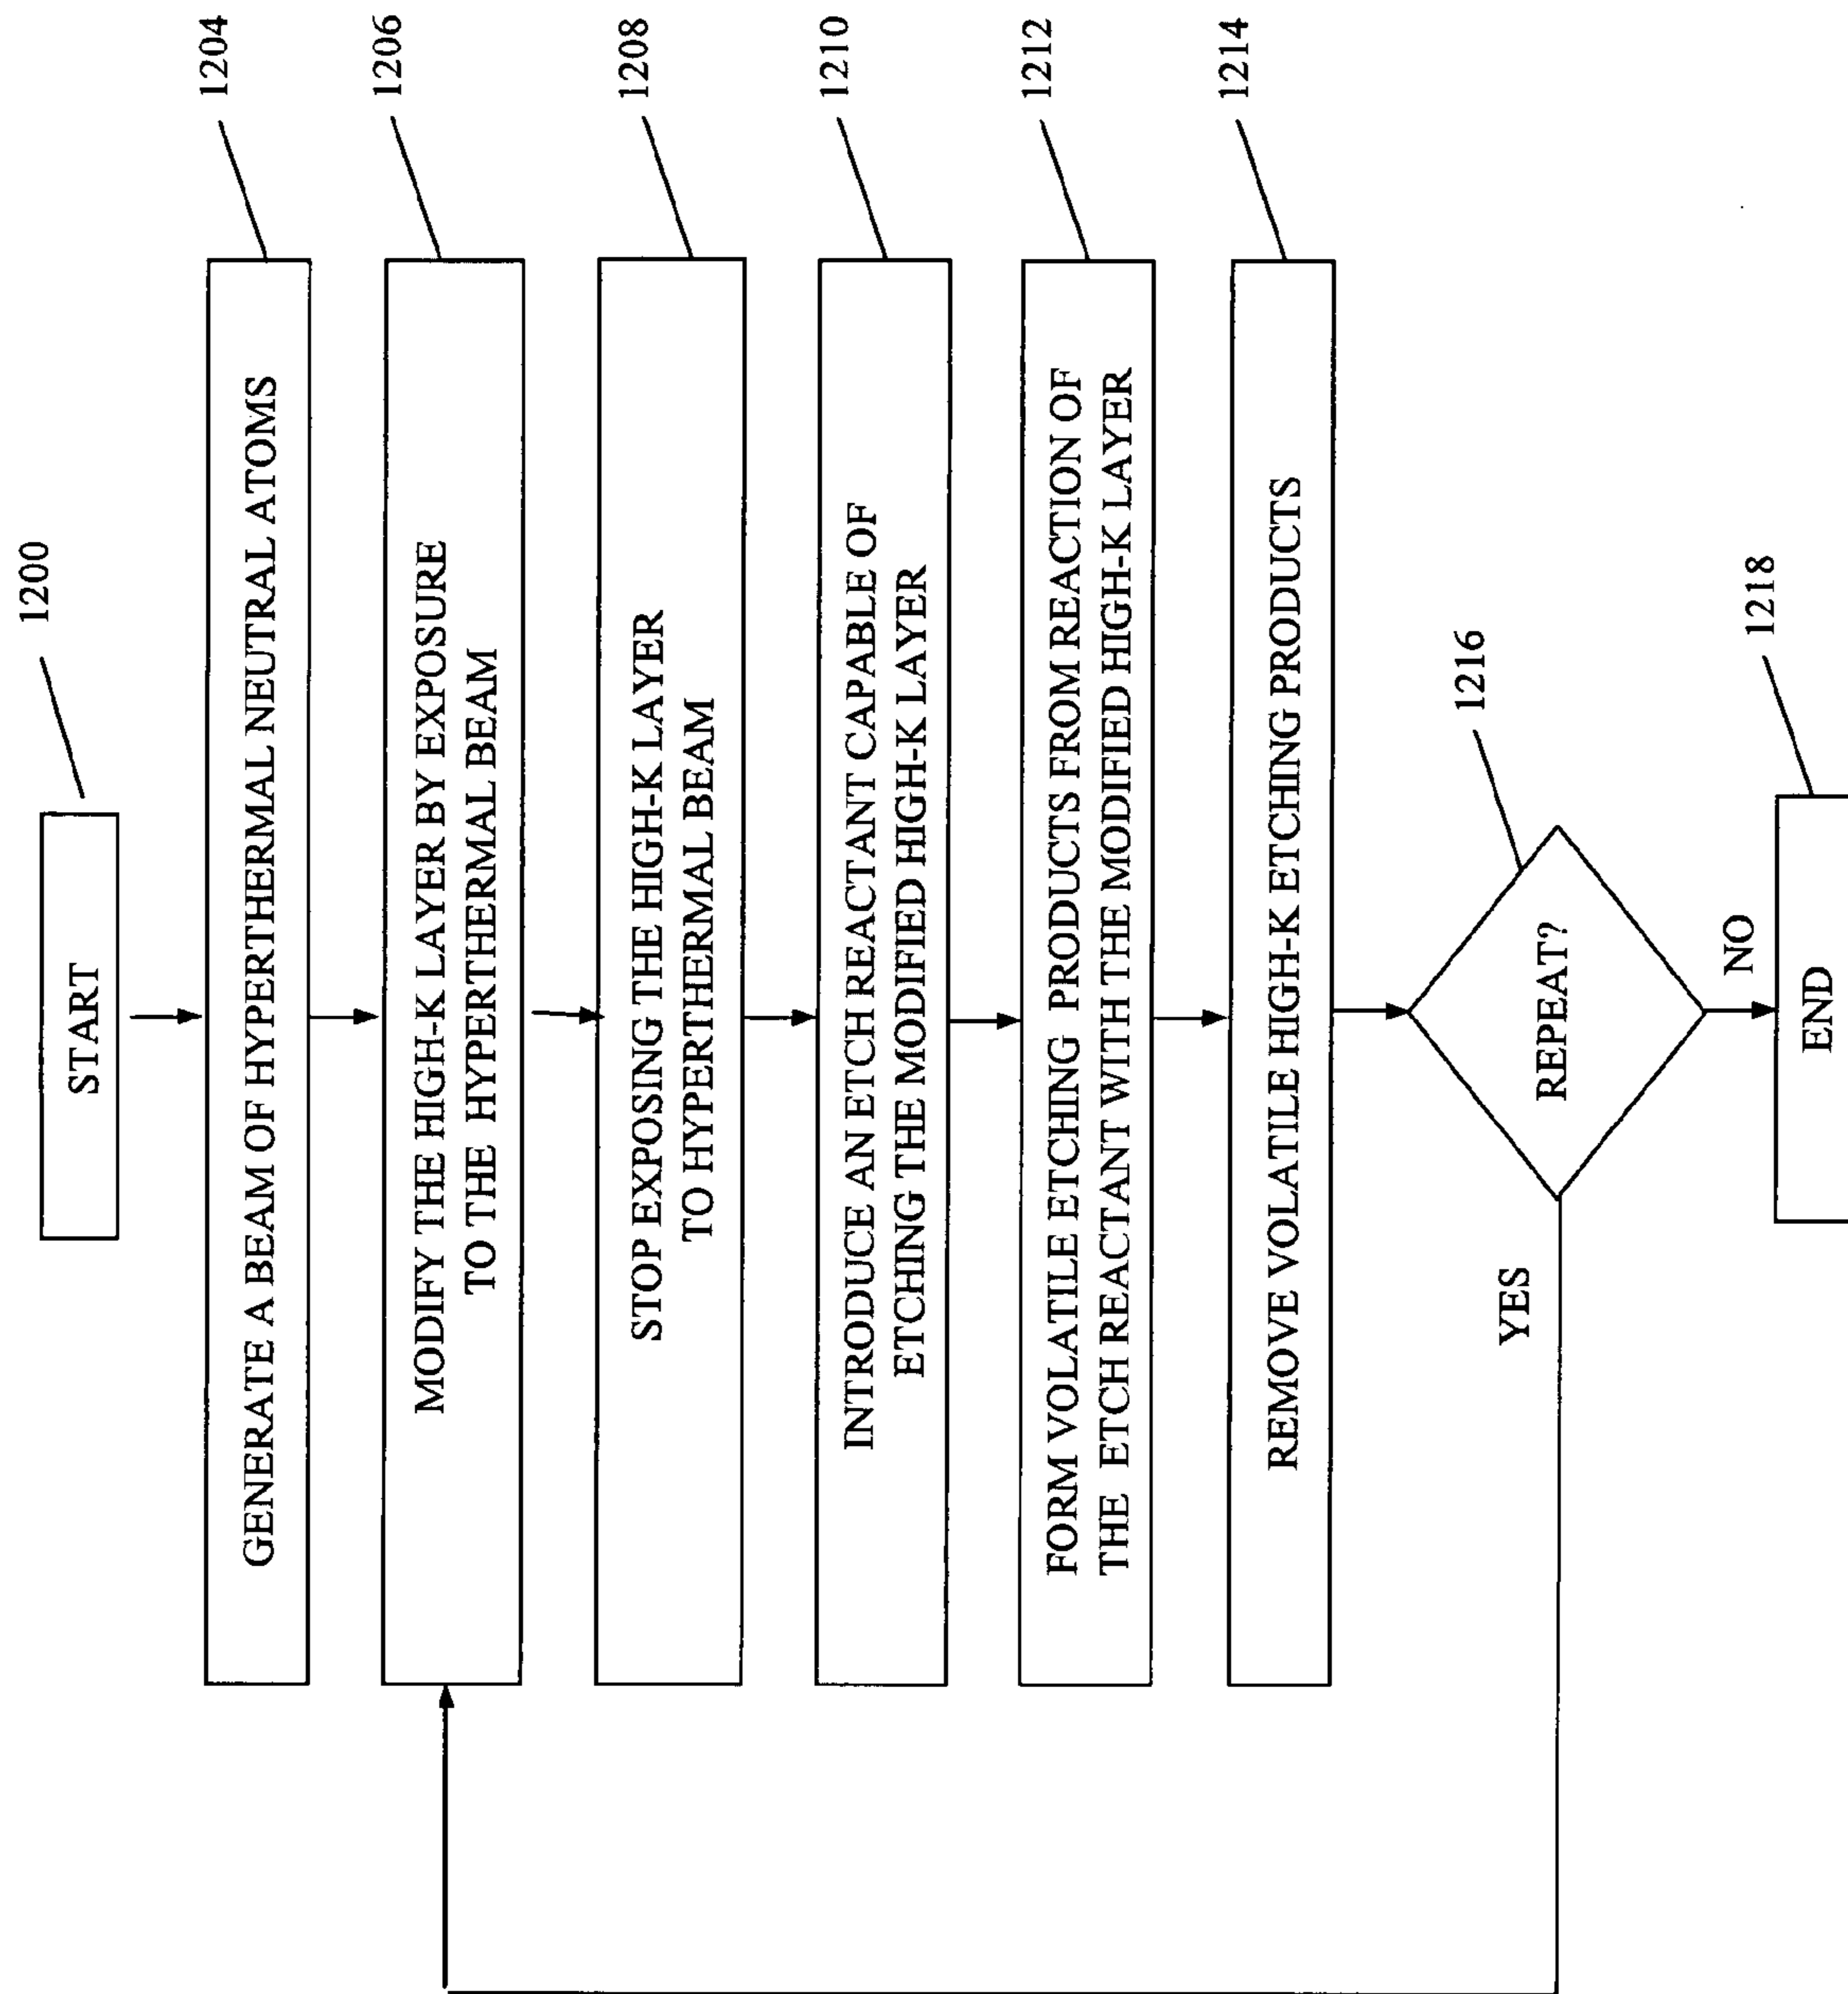 1200
START
1204
GENERATE A BEAM OF HYPERTHERMAL NEUTRAL ATOMS
1206
MODIFY THE HIGH-K LAYER BY EXPOSURE
TO THE HYPERTHERMAL BEAM
1208
STOP EXPOSING THE HIGH-K LAYER
TO HYPERTHERMAL BEAM
1210
INTRODUCE AN ETCH REACTANT CAPABLE OF
ETCHING THE MODIFIED HIGH-K LAYER
1212
FORM VOLATILE ETCHING PRODUCTS FROM REACTION OF
THE ETCH REACTANT WITH THE MODIFIED HIGH-K LAYER
1214
REMOVE VOLATILE HIGH-K ETCHING PRODUCTS
1216
REPEAT?
YES
NO
1218
END